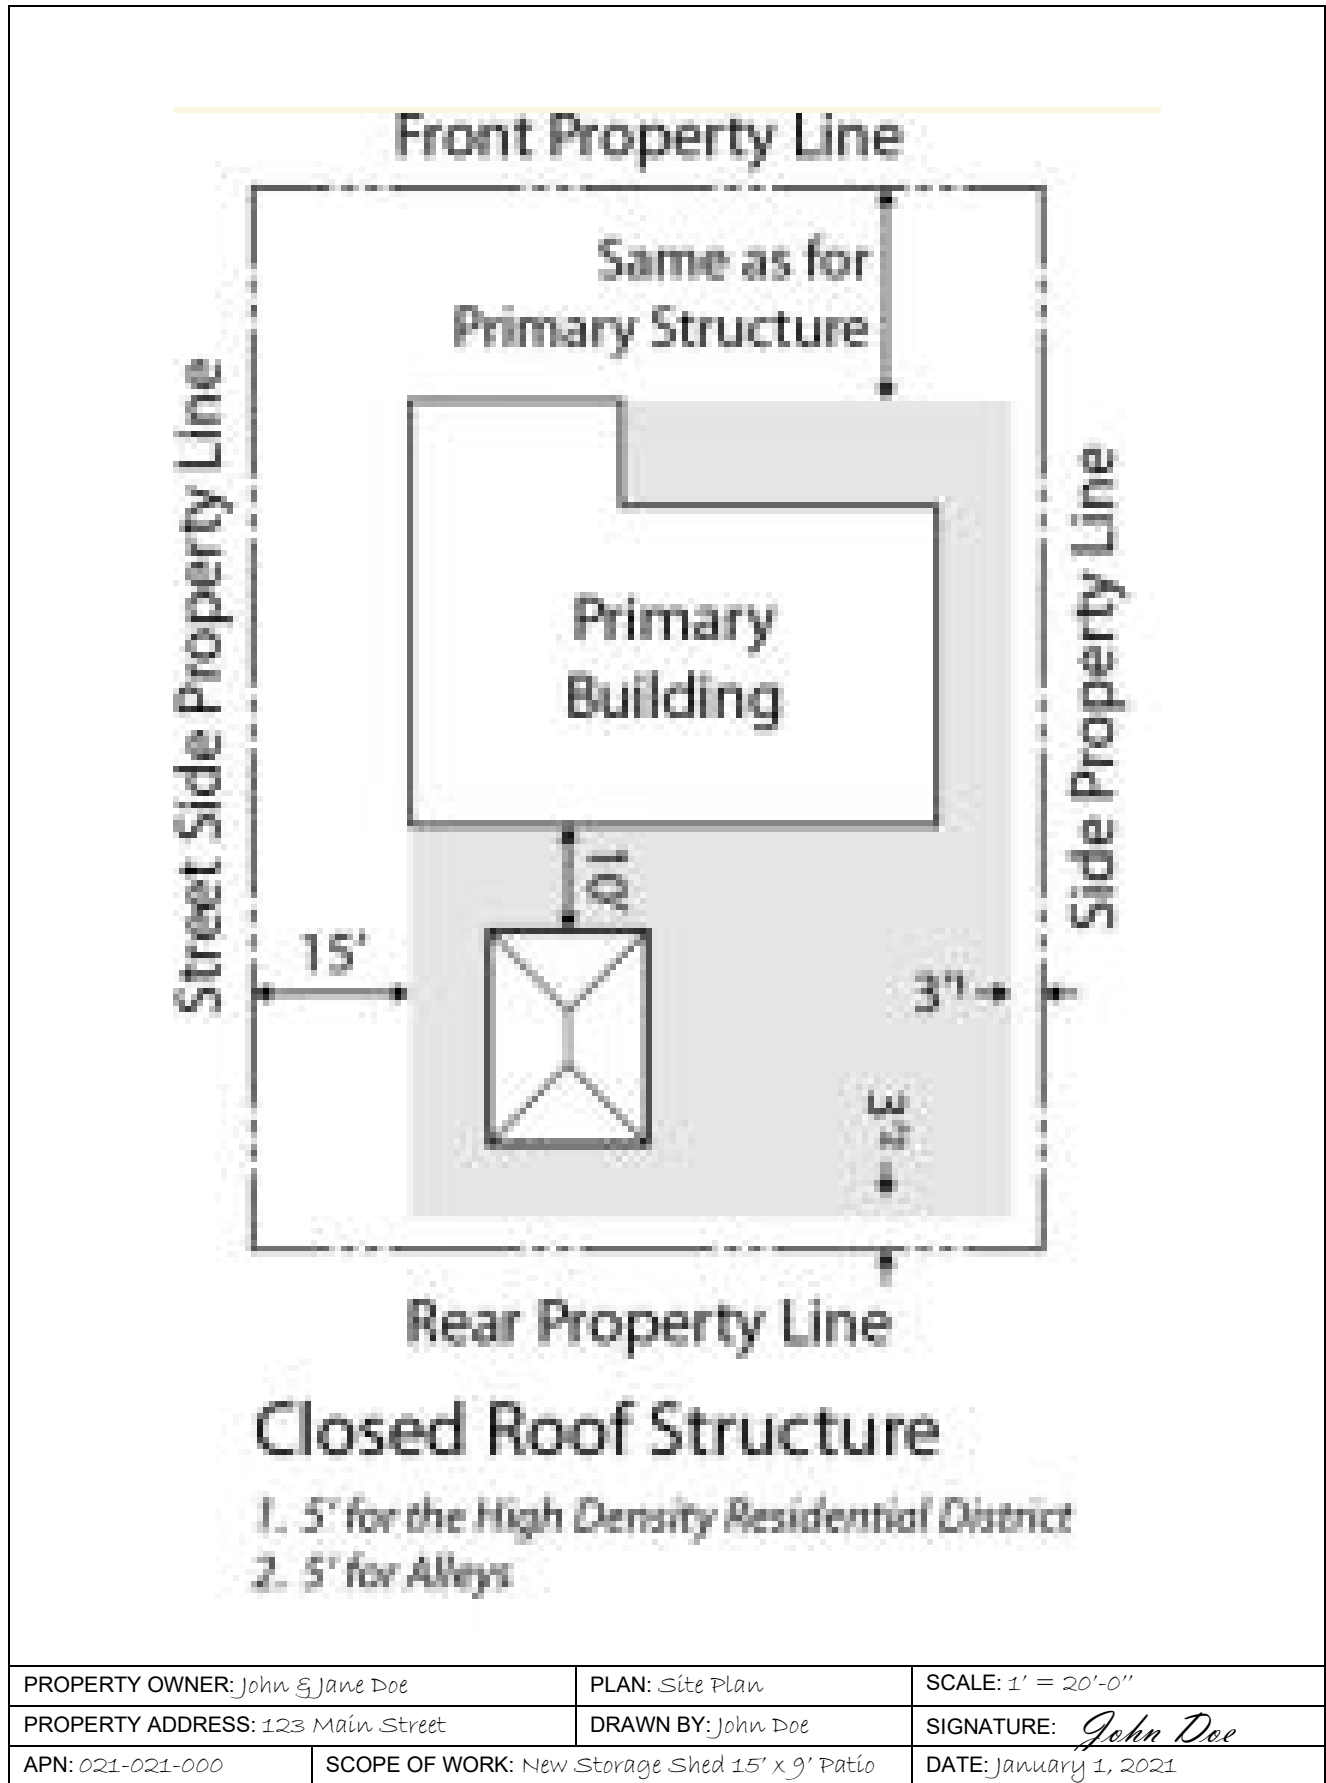 Front Property Line
Same as for
Primary Structure
Street Side Property Line
Side Property Line
Primary
Building
10'
15'
3'1
3'2
Rear Property Line
Closed Roof Structure
1. 5' for the High Density Residential District
2. 5' for Alleys
PROPERTY OWNER: John & Jane Doe
PLAN: Site Plan
SCALE: 1' = 20'-0''
PROPERTY ADDRESS: 123 Main Street
DRAWN BY: John Doe
SIGNATURE: John Doe
APN: 021-021-000
SCOPE OF WORK: New Storage Shed 15' x 9' Patio
DATE: January 1, 2021